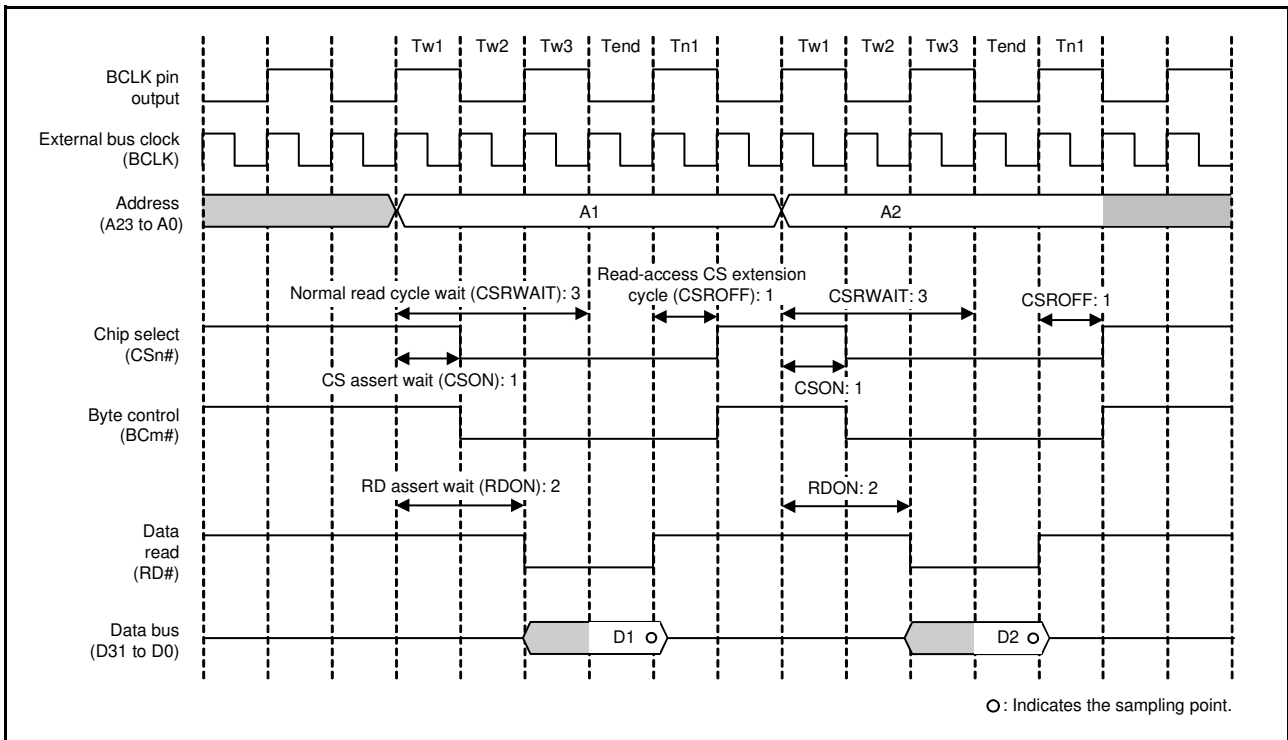 Tw1 Tw2 Tw3 Tend Tn1 Tw1 Tw2 Tw3 Tend Tn1
BCLK pin
output
External bus clock
(BCLK)
Address
(A23 to A0)
A1 A2
Normal read cycle wait (CSRWAIT): 3
Read-access CS extension
cycle (CSROFF): 1
CSRWAIT: 3
CSROFF: 1
Chip select
(CSn#)
CS assert wait (CSON): 1
CSON: 1
Byte control
(BCm#)
RD assert wait (RDON): 2
RDON: 2
Data
read
(RD#)
Data bus
(D31 to D0)
D1 D2
: Indicates the sampling point.